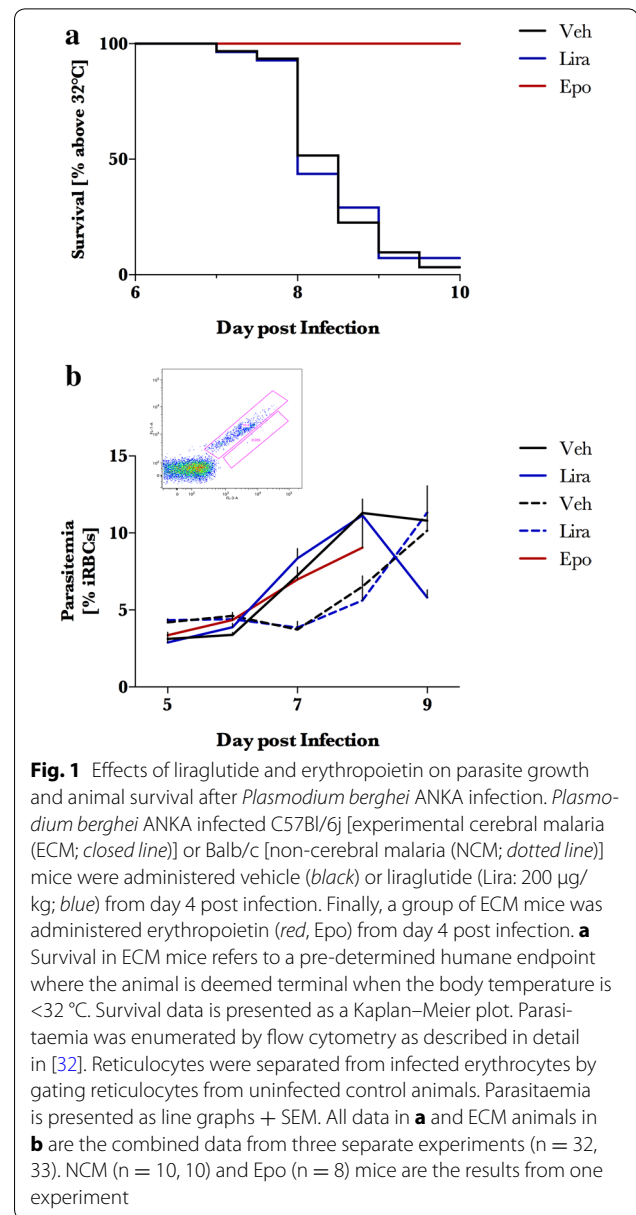 a
Veh
Lira
Epo
100
50
0
Survival [% above 32°C]
6
8
10
Day post Infection
b
Veh
Lira
Veh
Lira
Epo
15
10
5
0
Parasitemia
[% iRBCs]
5
7
9
Day post Infection
Fig. 1 Effects of liraglutide and erythropoietin on parasite growth
and animal survival after Plasmodium berghei ANKA infection. Plasmo-
dium berghei ANKA infected C57Bl/6j [experimental cerebral malaria
(ECM; closed line)] or Balb/c [non-cerebral malaria (NCM; dotted line)]
mice were administered vehicle (black) or liraglutide (Lira: 200 µg/
kg; blue) from day 4 post infection. Finally, a group of ECM mice was
administered erythropoietin (red, Epo) from day 4 post infection. a
Survival in ECM mice refers to a pre-determined humane endpoint
where the animal is deemed terminal when the body temperature is
<32 °C. Survival data is presented as a Kaplan–Meier plot. Parasi-
taemia was enumerated by flow cytometry as described in detail
in [32]. Reticulocytes were separated from infected erythrocytes by
gating reticulocytes from uninfected control animals. Parasitaemia
is presented as line graphs + SEM. All data in a and ECM animals in
b are the combined data from three separate experiments (n = 32,
33). NCM (n = 10, 10) and Epo (n = 8) mice are the results from one
experiment